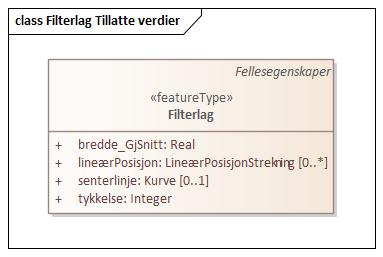 class Filterlag Tillatte verdier
Fellesegenskaper
«featureType»
Filterlag
+ bredde_GjSnitt: Real
+ lineærPosisjon: LineærPosisjonStrekning [0..*]
+ senterlinje: Kurve [0..1]
+ tykkelse: Integer